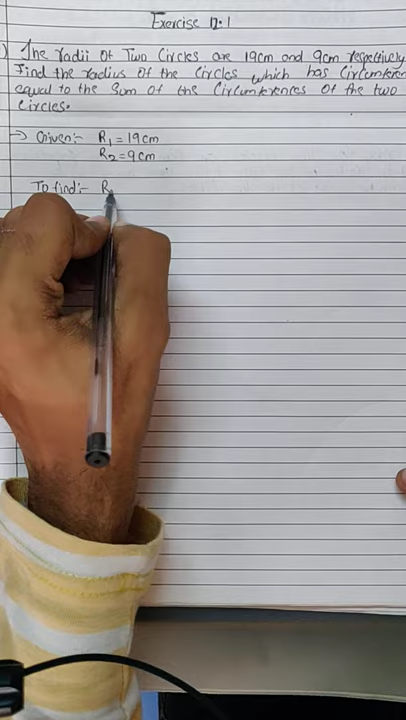 Exercise 12.1
) The radii of Two Circles are 19cm and 9cm respectively
Find the radius of the Circles which has Circumferen
equal to the Sum of the Circumferences of the two
Circles.
→ Given:- R₁ = 19cm
R₂ = 9cm
To find:- R